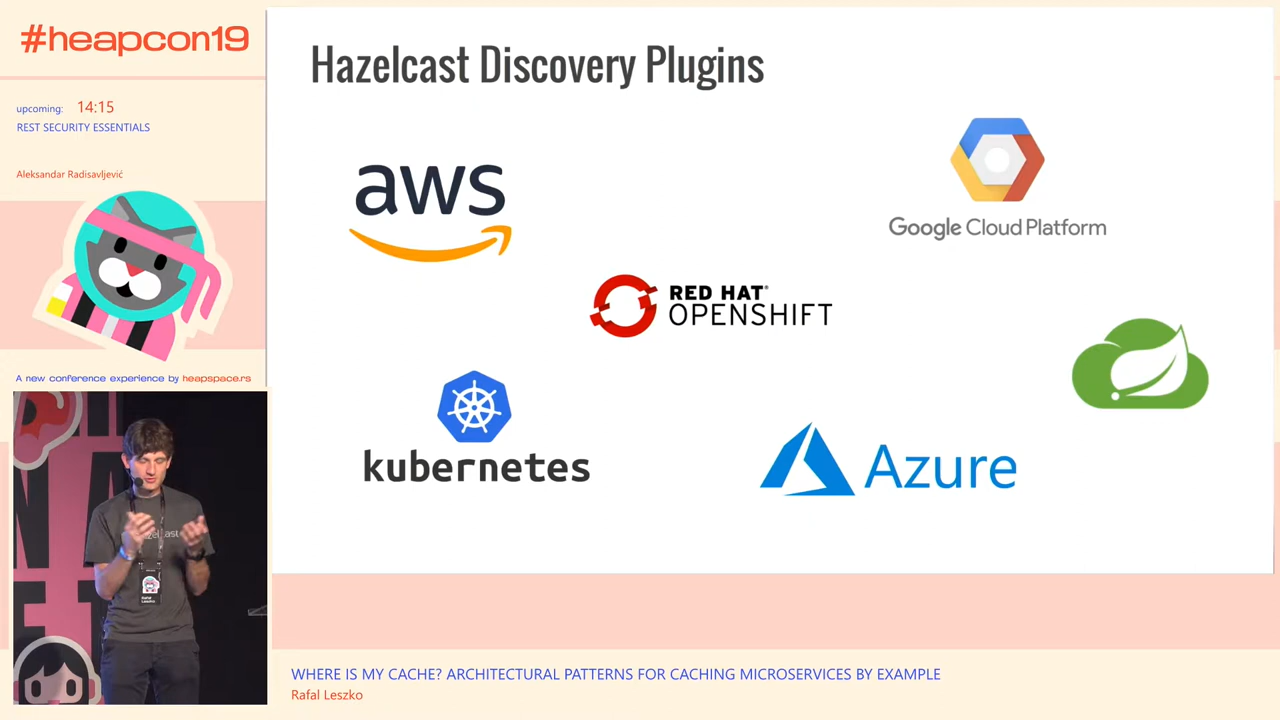 #heapcon19
upcoming: 14:15
REST SECURITY ESSENTIALS
Aleksandar Radisavljević
A new conference experience by heapspace.rs
Hazelcast Discovery Plugins
aws
Google Cloud Platform
RED HAT®
OPENSHIFT
kubernetes
Azure
WHERE IS MY CACHE? ARCHITECTURAL PATTERNS FOR CACHING MICROSERVICES BY EXAMPLE
Rafal Leszko